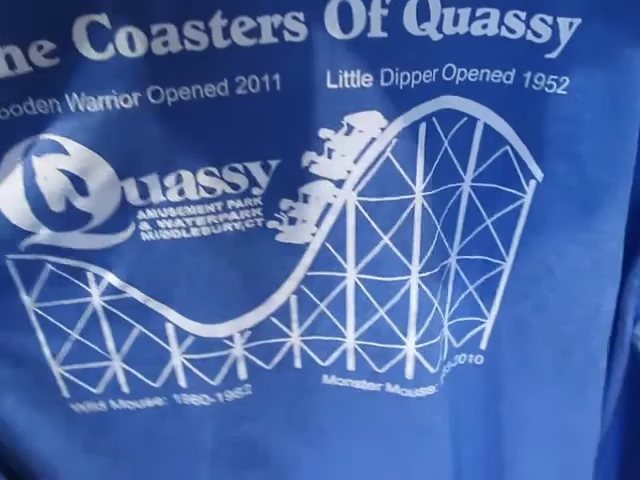 he Coasters Of Quassy
ooden Warrior Opened 2011
Little Dipper Opened 1952
Quassy
AMUSEMENT PARK
& WATERPARK
MIDDLEBURY, CT
Wild Mouse: 1960-1982
Monster Mouse: 2010